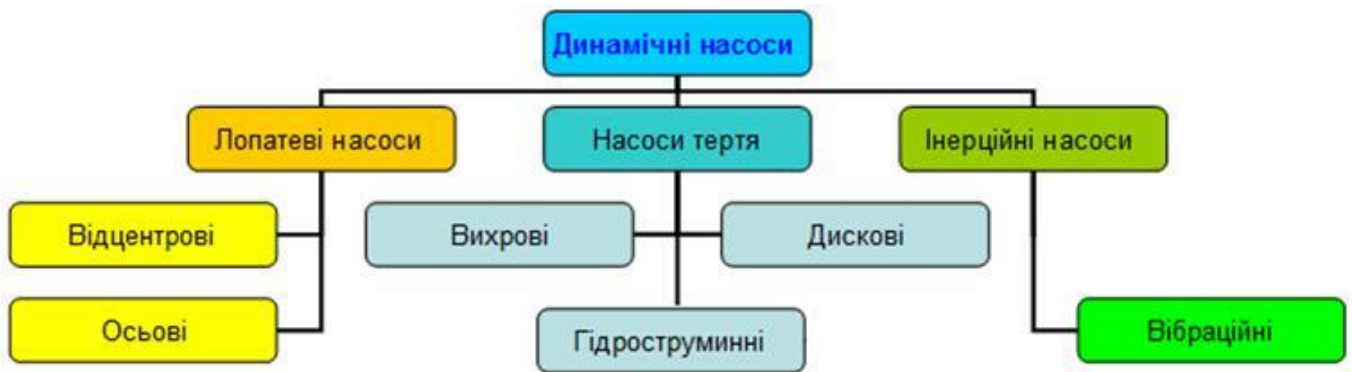 Динамічні насоси
Лопатеві насоси
Насоси тертя
Інерційні насоси
Відцентрові
Вихрові
Дискові
Осьові
Гідроструминні
Вібраційні